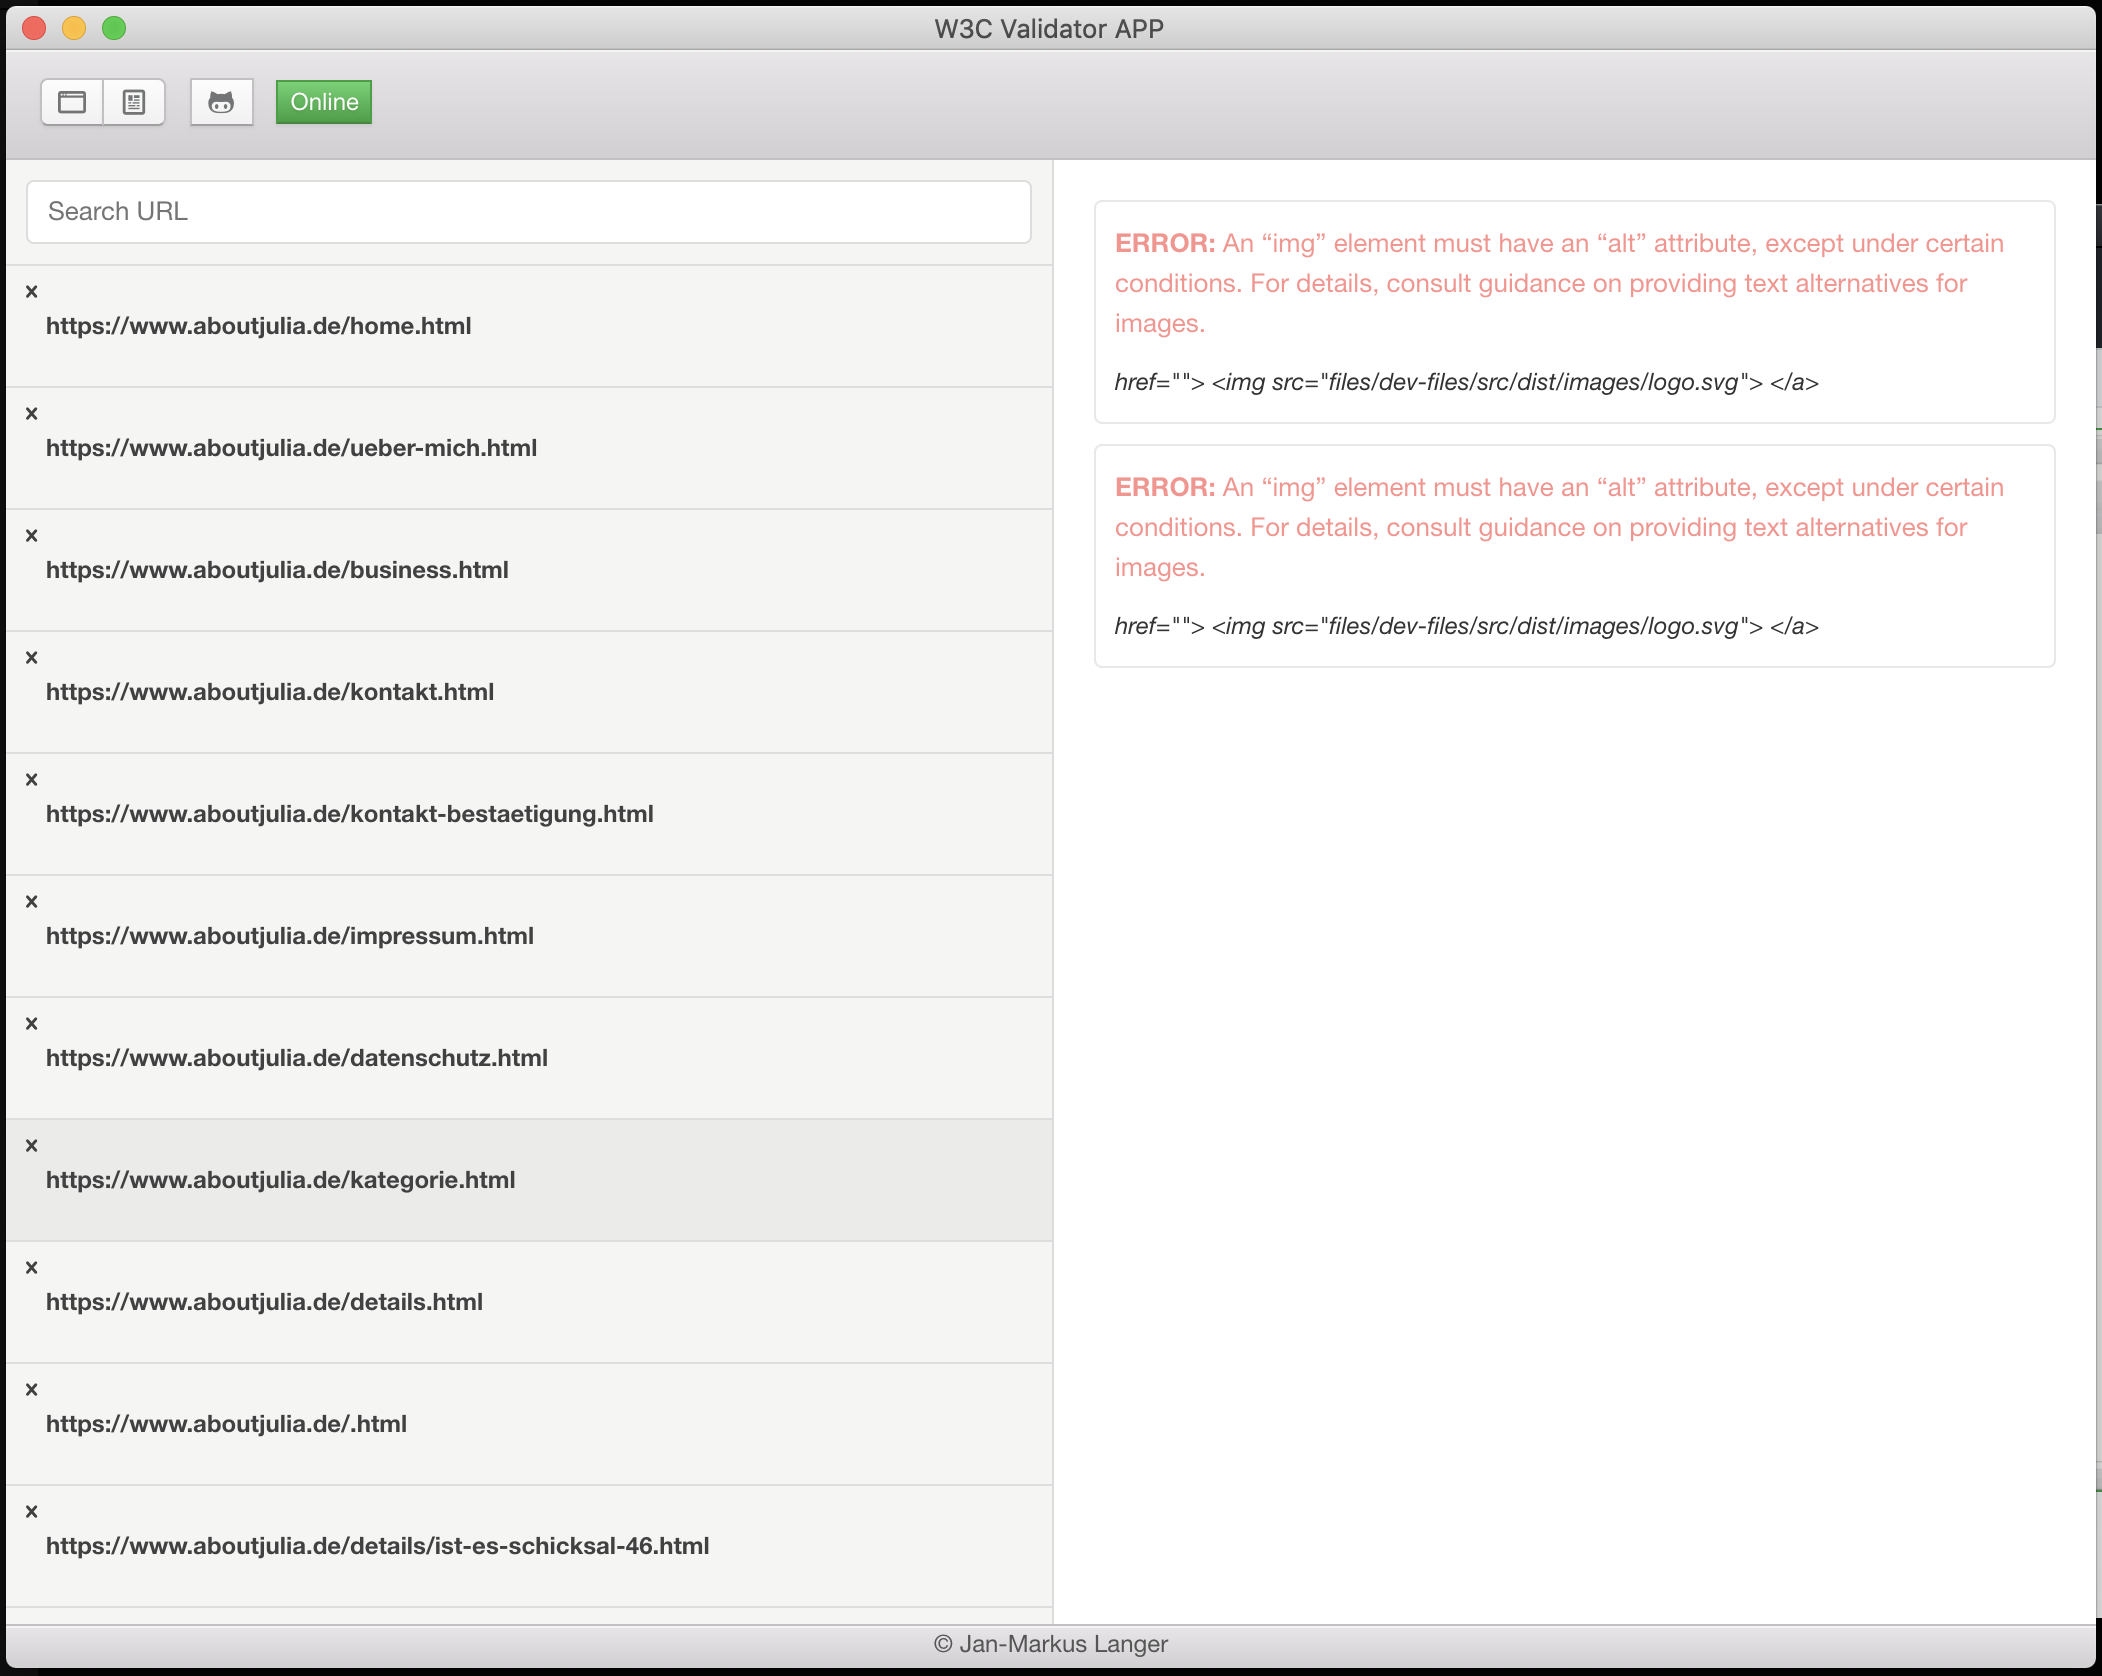 W3C Validator APP
Online
Search URL
×
https://www.aboutjulia.de/home.html
×
https://www.aboutjulia.de/ueber-mich.html
×
https://www.aboutjulia.de/business.html
×
https://www.aboutjulia.de/kontakt.html
×
https://www.aboutjulia.de/kontakt-bestaetigung.html
×
https://www.aboutjulia.de/impressum.html
×
https://www.aboutjulia.de/datenschutz.html
×
https://www.aboutjulia.de/kategorie.html
×
https://www.aboutjulia.de/details.html
×
https://www.aboutjulia.de/.html
×
https://www.aboutjulia.de/details/ist-es-schicksal-46.html
ERROR: An “img” element must have an “alt” attribute, except under certain
conditions. For details, consult guidance on providing text alternatives for
images.
href=""> <img src="files/dev-files/src/dist/images/logo.svg"> </a>
ERROR: An “img” element must have an “alt” attribute, except under certain
conditions. For details, consult guidance on providing text alternatives for
images.
href=""> <img src="files/dev-files/src/dist/images/logo.svg"> </a>
© Jan-Markus Langer